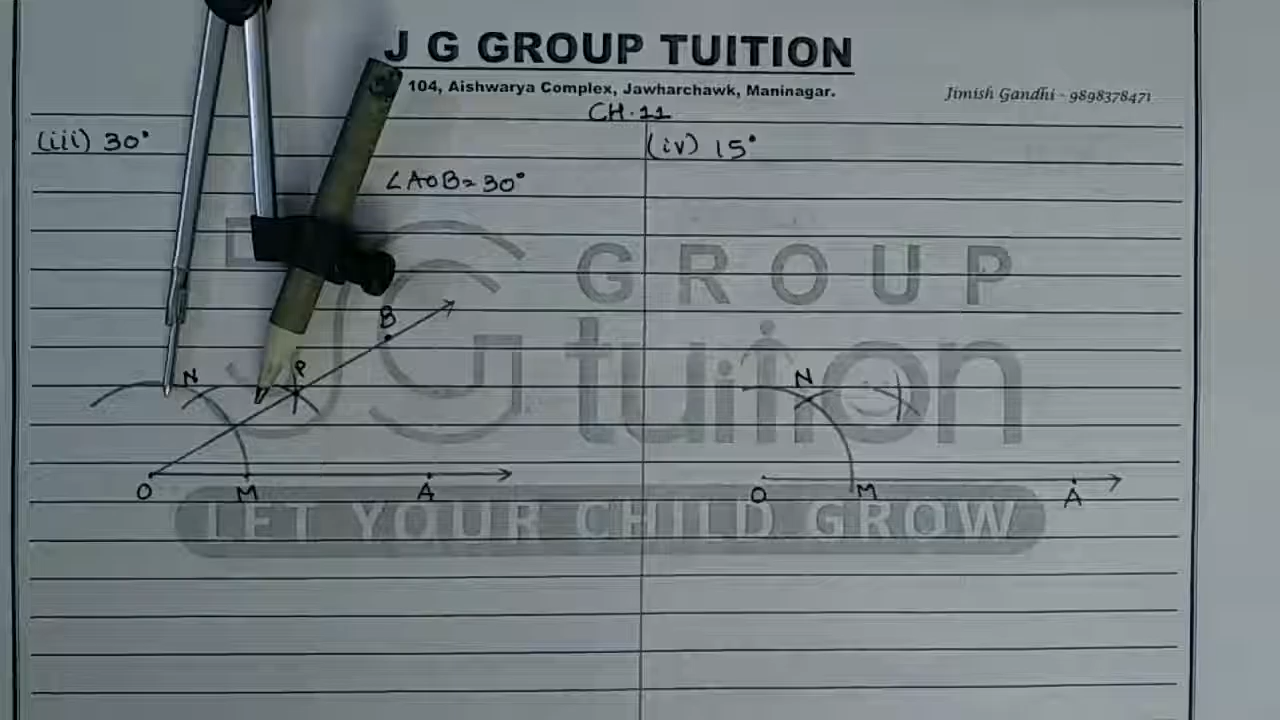 J G GROUP TUITION
104, Aishwarya Complex, Jawharchawk, Maninagar.
Jimish Gandhi - 9898378471
CH.11
(iii) 30°
∠AOB=30°
(iv) 15°
GROUP
tuition
B
N
P
O
M
A
N
O
M
A
LET YOUR CHILD GROW